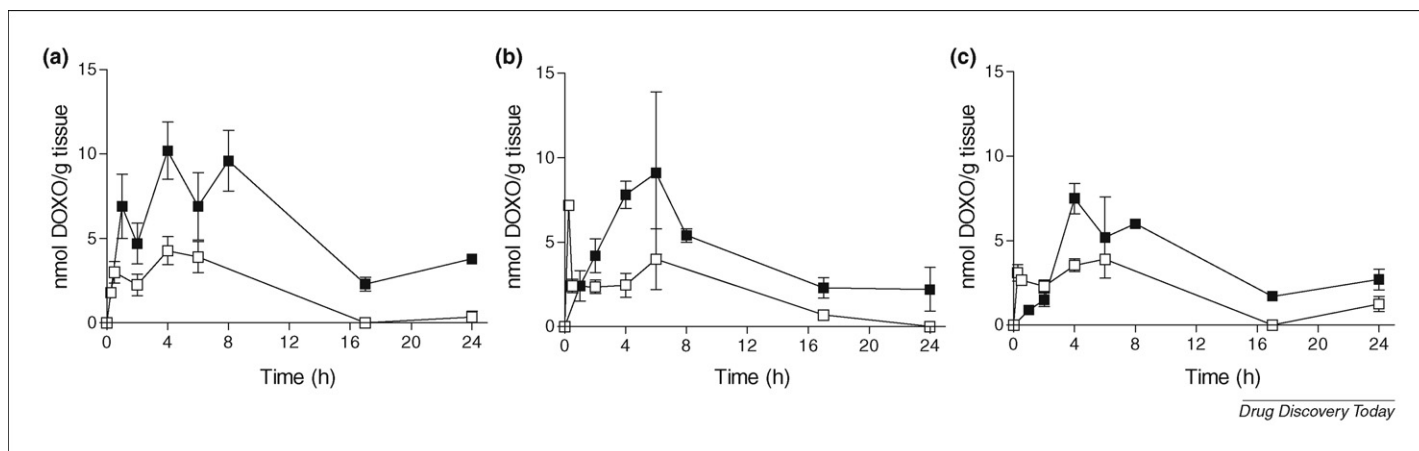 (a)
15
10
5
0
nmol DOXO/g tissue
0 4 8 12 16 20 24
Time (h)
(b)
15
10
5
0
nmol DOXO/g tissue
0 4 8 12 16 20 24
Time (h)
(c)
15
10
5
0
nmol DOXO/g tissue
0 4 8 12 16 20 24
Time (h)
Drug Discovery Today